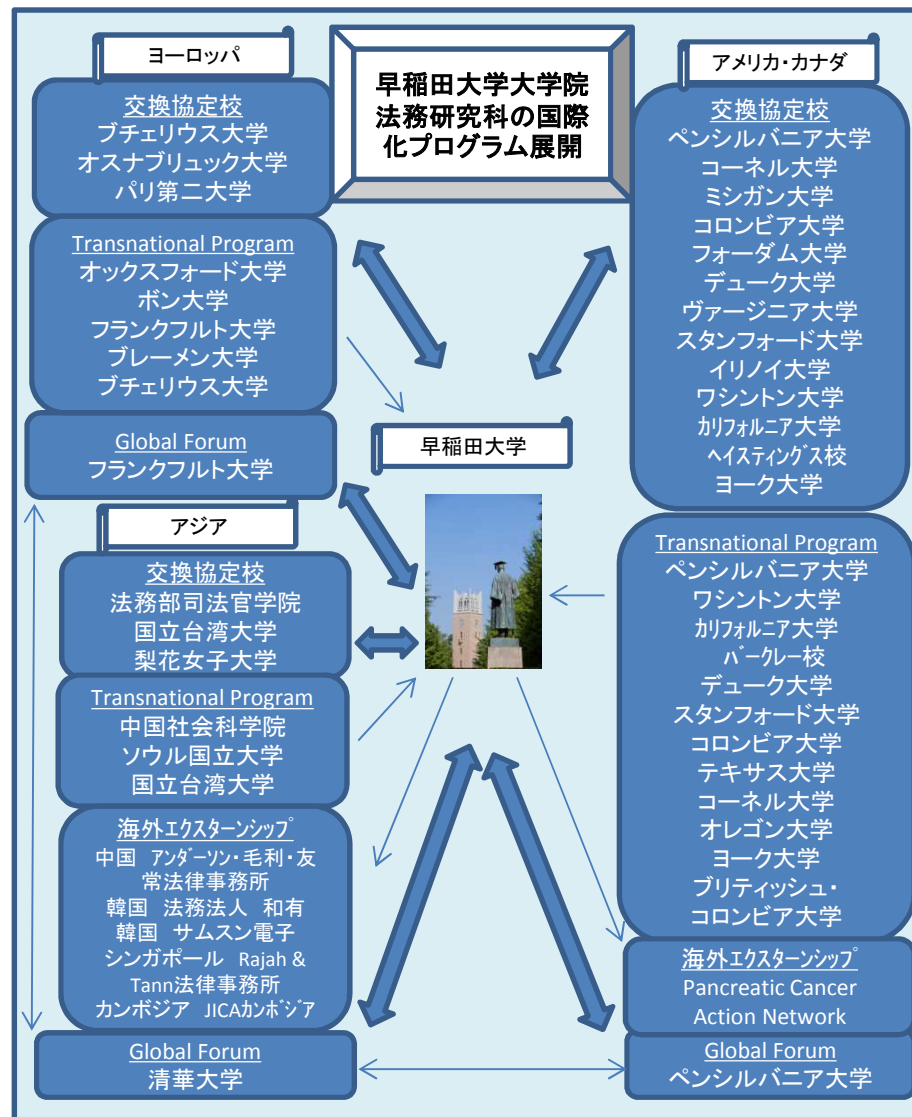 早稲田大学大学院
法務研究科の国際
化プログラム展開
ヨーロッパ
交換協定校
ブチェリウス大学
オスナブリュック大学
パリ第二大学
Transnational Program
オックスフォード大学
ボン大学
フランクフルト大学
ブレーメン大学
ブチェリウス大学
Global Forum
フランクフルト大学
アジア
交換協定校
法務部司法官学院
国立台湾大学
梨花女子大学
Transnational Program
中国社会科学院
ソウル国立大学
国立台湾大学
海外エクスターンシップ
中国 アンダーソン・毛利・友
常法律事務所
韓国 法務法人 和有
韓国 サムスン電子
シンガポール Rajah &
Tann法律事務所
カンボジア JICAカンボジア
Global Forum
清華大学
早稲田大学
アメリカ・カナダ
交換協定校
ペンシルバニア大学
コーネル大学
ミシガン大学
コロンビア大学
フォーダム大学
デューク大学
ヴァージニア大学
スタンフォード大学
イリノイ大学
ワシントン大学
カリフォルニア大学
ヘイスティングス校
ヨーク大学
Transnational Program
ペンシルバニア大学
ワシントン大学
カリフォルニア大学
バークレー校
デューク大学
スタンフォード大学
コロンビア大学
テキサス大学
コーネル大学
オレゴン大学
ヨーク大学
ブリティッシュ・
コロンビア大学
海外エクスターンシップ
Pancreatic Cancer
Action Network
Global Forum
ペンシルバニア大学